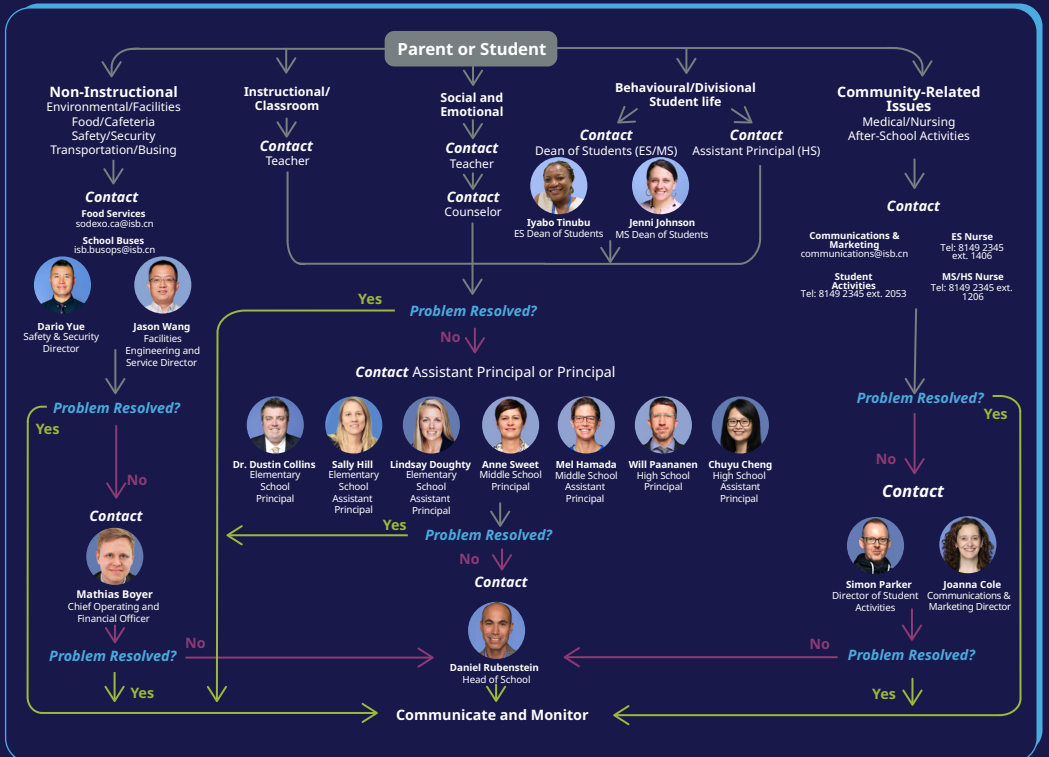 Parent or Student
Non-Instructional
Environmental/Facilities
Food/Cafeteria
Safety/Security
Transportation/Busing
Contact
Food Services
sodexo.ca@isb.cn
School Buses
isb.busops@isb.cn
Dario Yue
Safety & Security
Director
Jason Wang
Facilities
Engineering and
Service Director
Problem Resolved?
Yes
No
Contact
Mathias Boyer
Chief Operating and
Financial Officer
Problem Resolved?
No
Yes
Instructional/
Classroom
Contact
Teacher
Social and
Emotional
Contact
Teacher
Contact
Counselor
Behavioural/Divisional
Student life
Contact
Dean of Students (ES/MS)
Iyabo Tinubu
ES Dean of Students
Jenni Johnson
MS Dean of Students
Contact
Assistant Principal (HS)
Yes
Problem Resolved?
No
Contact Assistant Principal or Principal
Dr. Dustin Collins
Elementary
School
Principal
Sally Hill
Elementary
School
Assistant
Principal
Lindsay Doughty
Elementary
School
Assistant
Principal
Anne Sweet
Middle School
Principal
Mel Hamada
Middle School
Assistant
Principal
Will Paananen
High School
Principal
Chuyu Cheng
High School
Assistant
Principal
Yes
Problem Resolved?
No
Contact
Daniel Rubenstein
Head of School
Communicate and Monitor
Community-Related
Issues
Medical/Nursing
After-School Activities
Contact
Communications &
Marketing
communications@isb.cn
ES Nurse
Tel: 8149 2345
ext. 1406
Student
Activities
Tel: 8149 2345 ext. 2053
MS/HS Nurse
Tel: 8149 2345 ext.
1206
Problem Resolved?
Yes
No
Contact
Simon Parker
Director of Student
Activities
Joanna Cole
Communications &
Marketing Director
No
Problem Resolved?
Yes